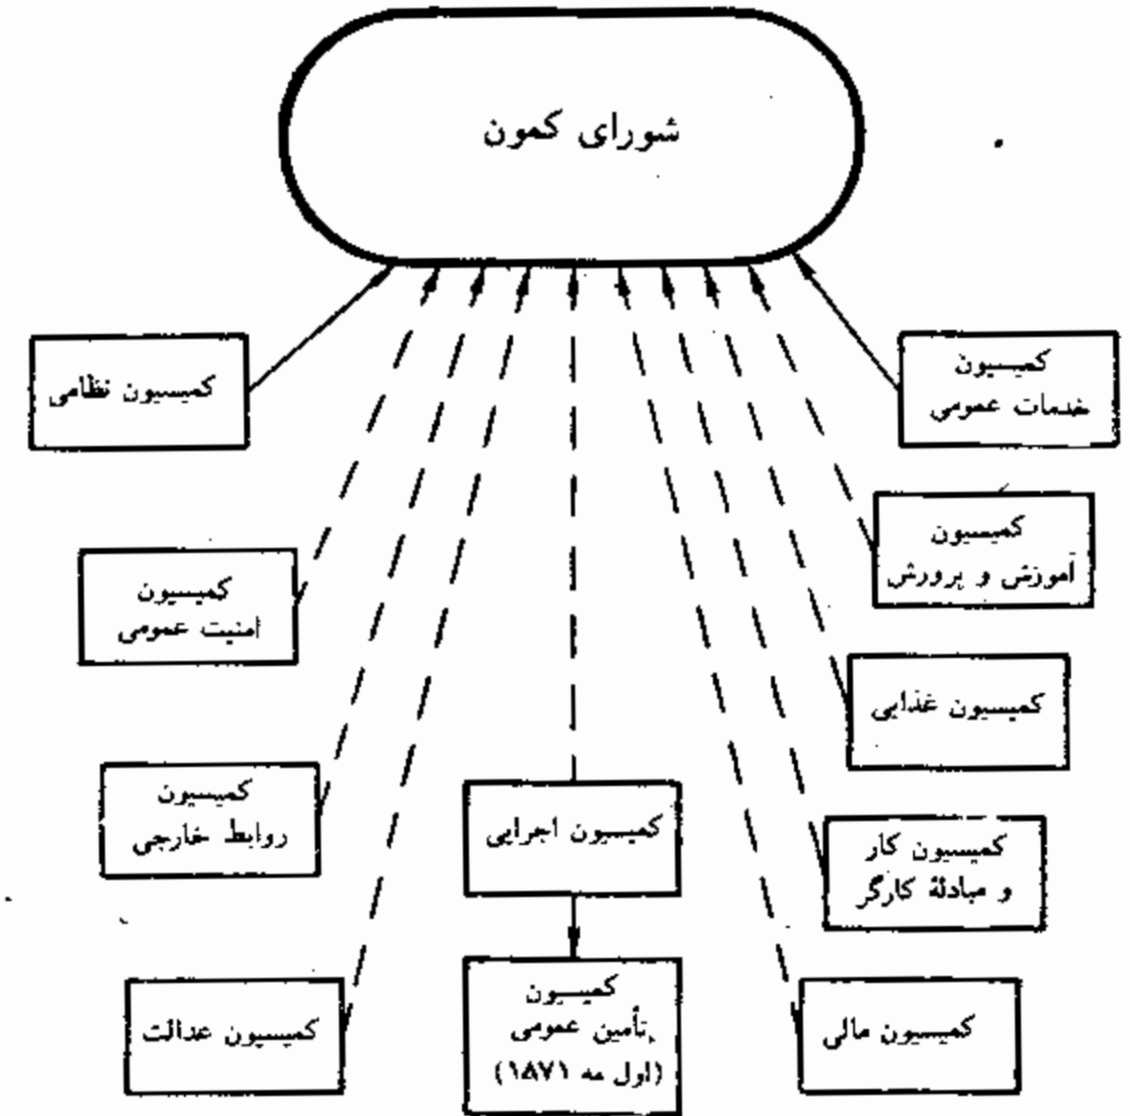 شورای کمون
کمیسیون
خدمات عمومی
کمیسیون نظامی
کمیسیون
آموزش و پرورش
کمیسیون
امنیت عمومی
کمیسیون غذایی
کمیسیون
روابط خارجی
کمیسیون اجرایی
کمیسیون کار
و مبادلهٔ کارگر
کمیسیون عدالت
کمیسیون
تأمین عمومی
(اول مه ۱۸۷۱)
کمیسیون مالی